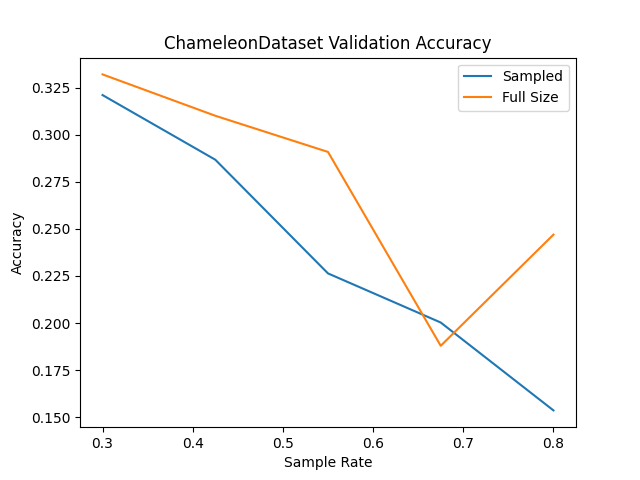 ChameleonDataset Validation Accuracy
Sampled
Full Size
0.325
0.300
0.275
0.250
0.225
0.200
0.175
0.150
Accuracy
0.3 0.4 0.5 0.6 0.7 0.8
Sample Rate